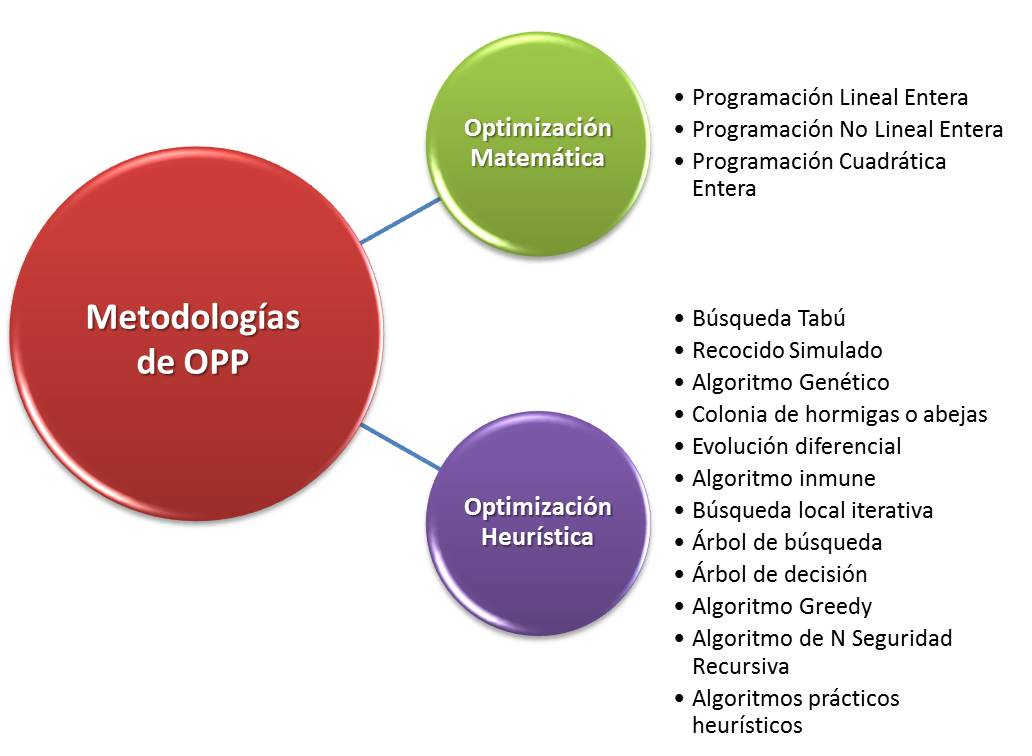 Metodologías
de OPP
Optimización
Matemática
• Programación Lineal Entera
• Programación No Lineal Entera
• Programación Cuadrática
Entera
Optimización
Heurística
• Búsqueda Tabú
• Recocido Simulado
• Algoritmo Genético
• Colonia de hormigas o abejas
• Evolución diferencial
• Algoritmo inmune
• Búsqueda local iterativa
• Árbol de búsqueda
• Árbol de decisión
• Algoritmo Greedy
• Algoritmo de N Seguridad
Recursiva
• Algoritmos prácticos
heurísticos